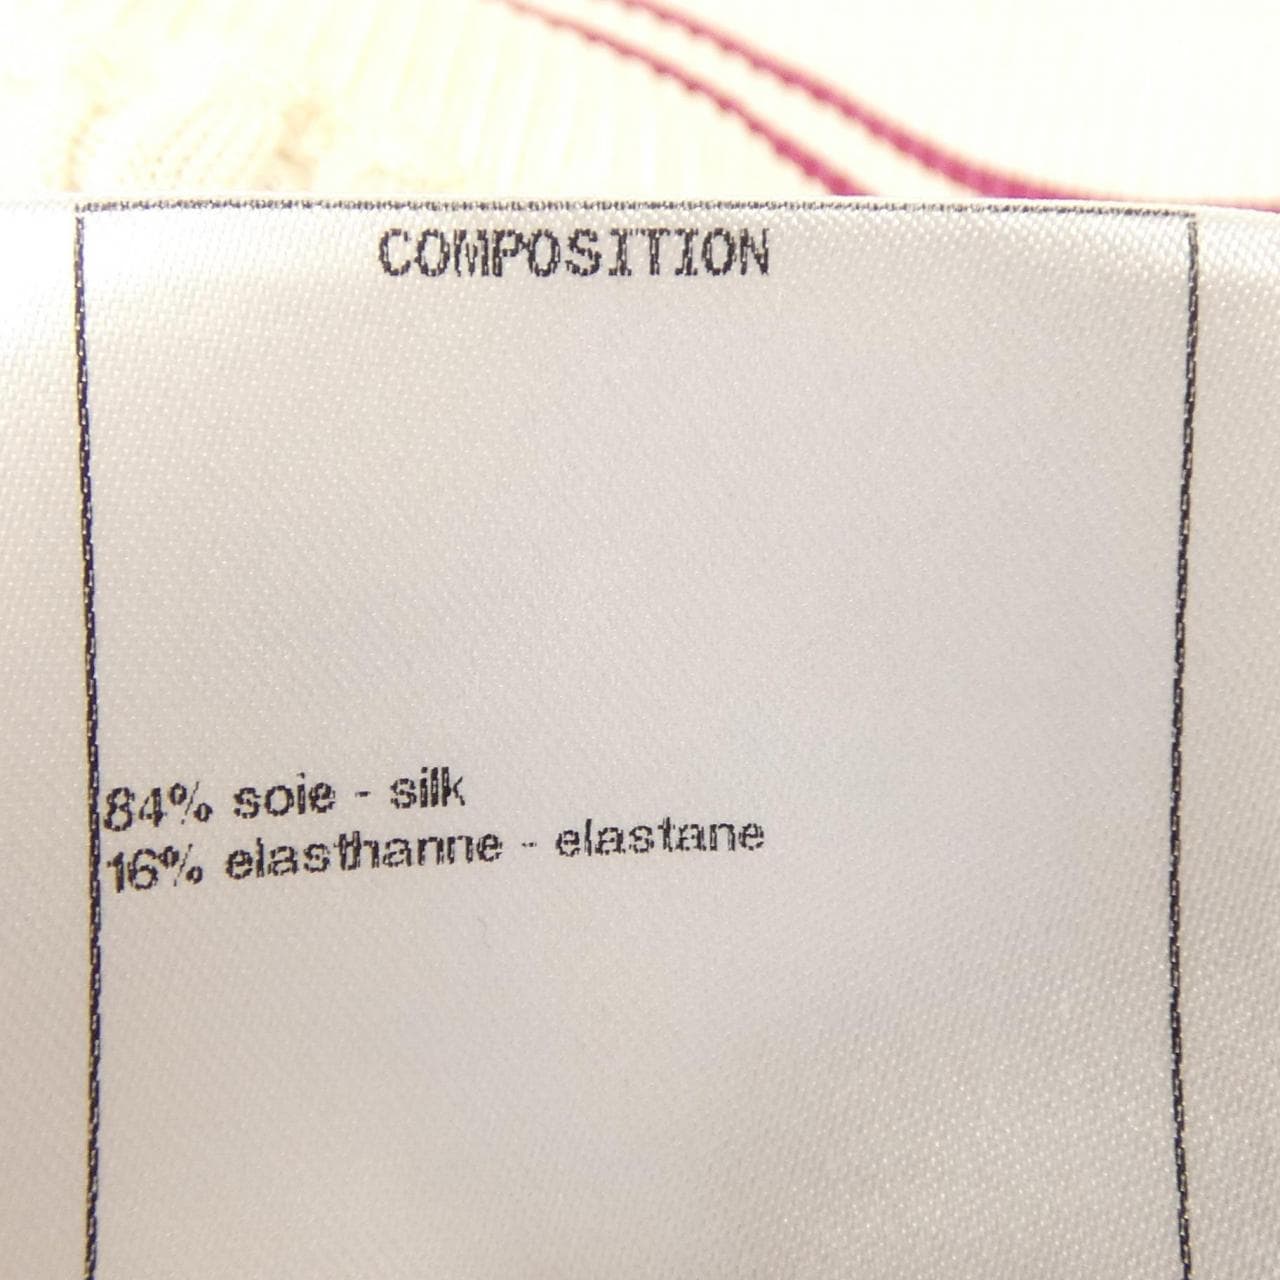 COMPOSITION
84% soie - silk
16% elasthanne - elastane